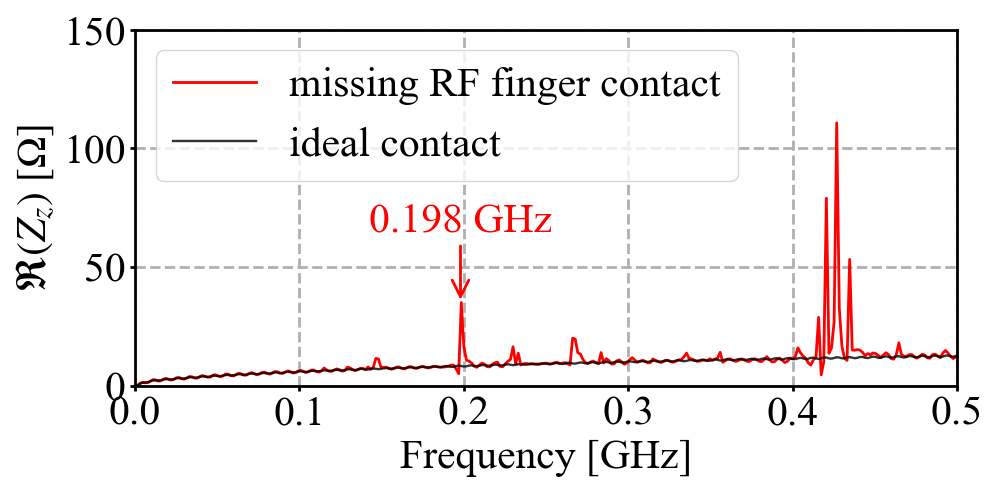 missing RF finger contact
ideal contact
0.198 GHz
ℜ(Z_z) [Ω]
150
100
50
0
0.0 0.1 0.2 0.3 0.4 0.5
Frequency [GHz]